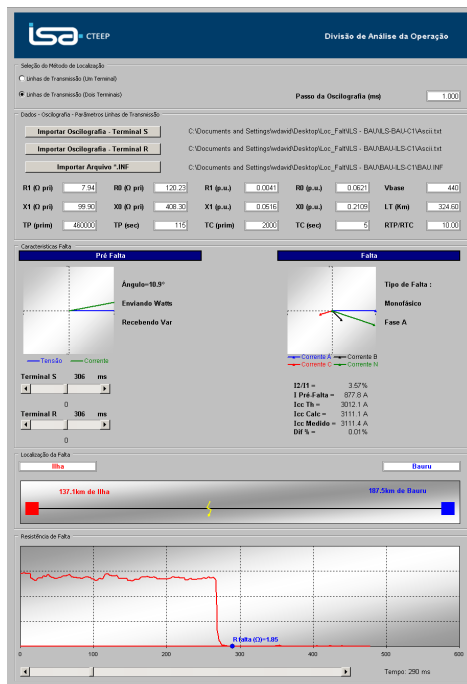 isa CTEEP
Divisão de Análise da Operação
Seleção do Método de Localização
Linhas de Transmissão (Um Terminal)
Linhas de Transmissão (Dois Terminais)
Passo da Oscilografia (ms) 1.000
Dados - Oscilografia - Parâmetros Linhas de Transmissão
Importar Oscilografia - Terminal S C:\Documents and Settings\wdavid\Desktop\Loc_Falt\ILS - BAU\ILS-BAU-C1\Ascii.txt
Importar Oscilografia - Terminal R C:\Documents and Settings\wdavid\Desktop\Loc_Falt\ILS - BAU\BAU-ILS-C1\Ascii.txt
Importar Arquivo *.INF C:\Documents and Settings\wdavid\Desktop\Loc_Falt\ILS - BAU\BAU-ILS-C1\BAU.INF
R1 (Ω pri) 7.94 R0 (Ω pri) 120.23 R1 (p.u.) 0.0041 R0 (p.u.) 0.0621 Vbase 440
X1 (Ω pri) 99.90 X0 (Ω pri) 408.30 X1 (p.u.) 0.0516 X0 (p.u.) 0.2109 LT (Km) 324.60
TP (prim) 460000 TP (sec) 115 TC (prim) 2000 TC (sec) 5 RTP/RTC 10.00
Características Falta
Pré Falta
Ângulo=10.9°
Enviando Watts
Recebendo Var
Tensão Corrente
Terminal S 306 ms
0
Terminal R 306 ms
0
Falta
Tipo de Falta :
Monofásico
Fase A
Corrente A Corrente B
Corrente C Corrente N
I2/I1 = 3.57%
I Pré-Falta = 877.8 A
Icc Th = 3012.1 A
Icc Calc = 3111.1 A
Icc Medido = 3111.4 A
Dif % = 0.01%
Localização da Falta
Ilha Bauru
137.1km de Ilha 187.5km de Bauru
Resistência de Falta
R falta (Ω)=1.85
0 100 200 300 400 500 600
Tempo: 290 ms